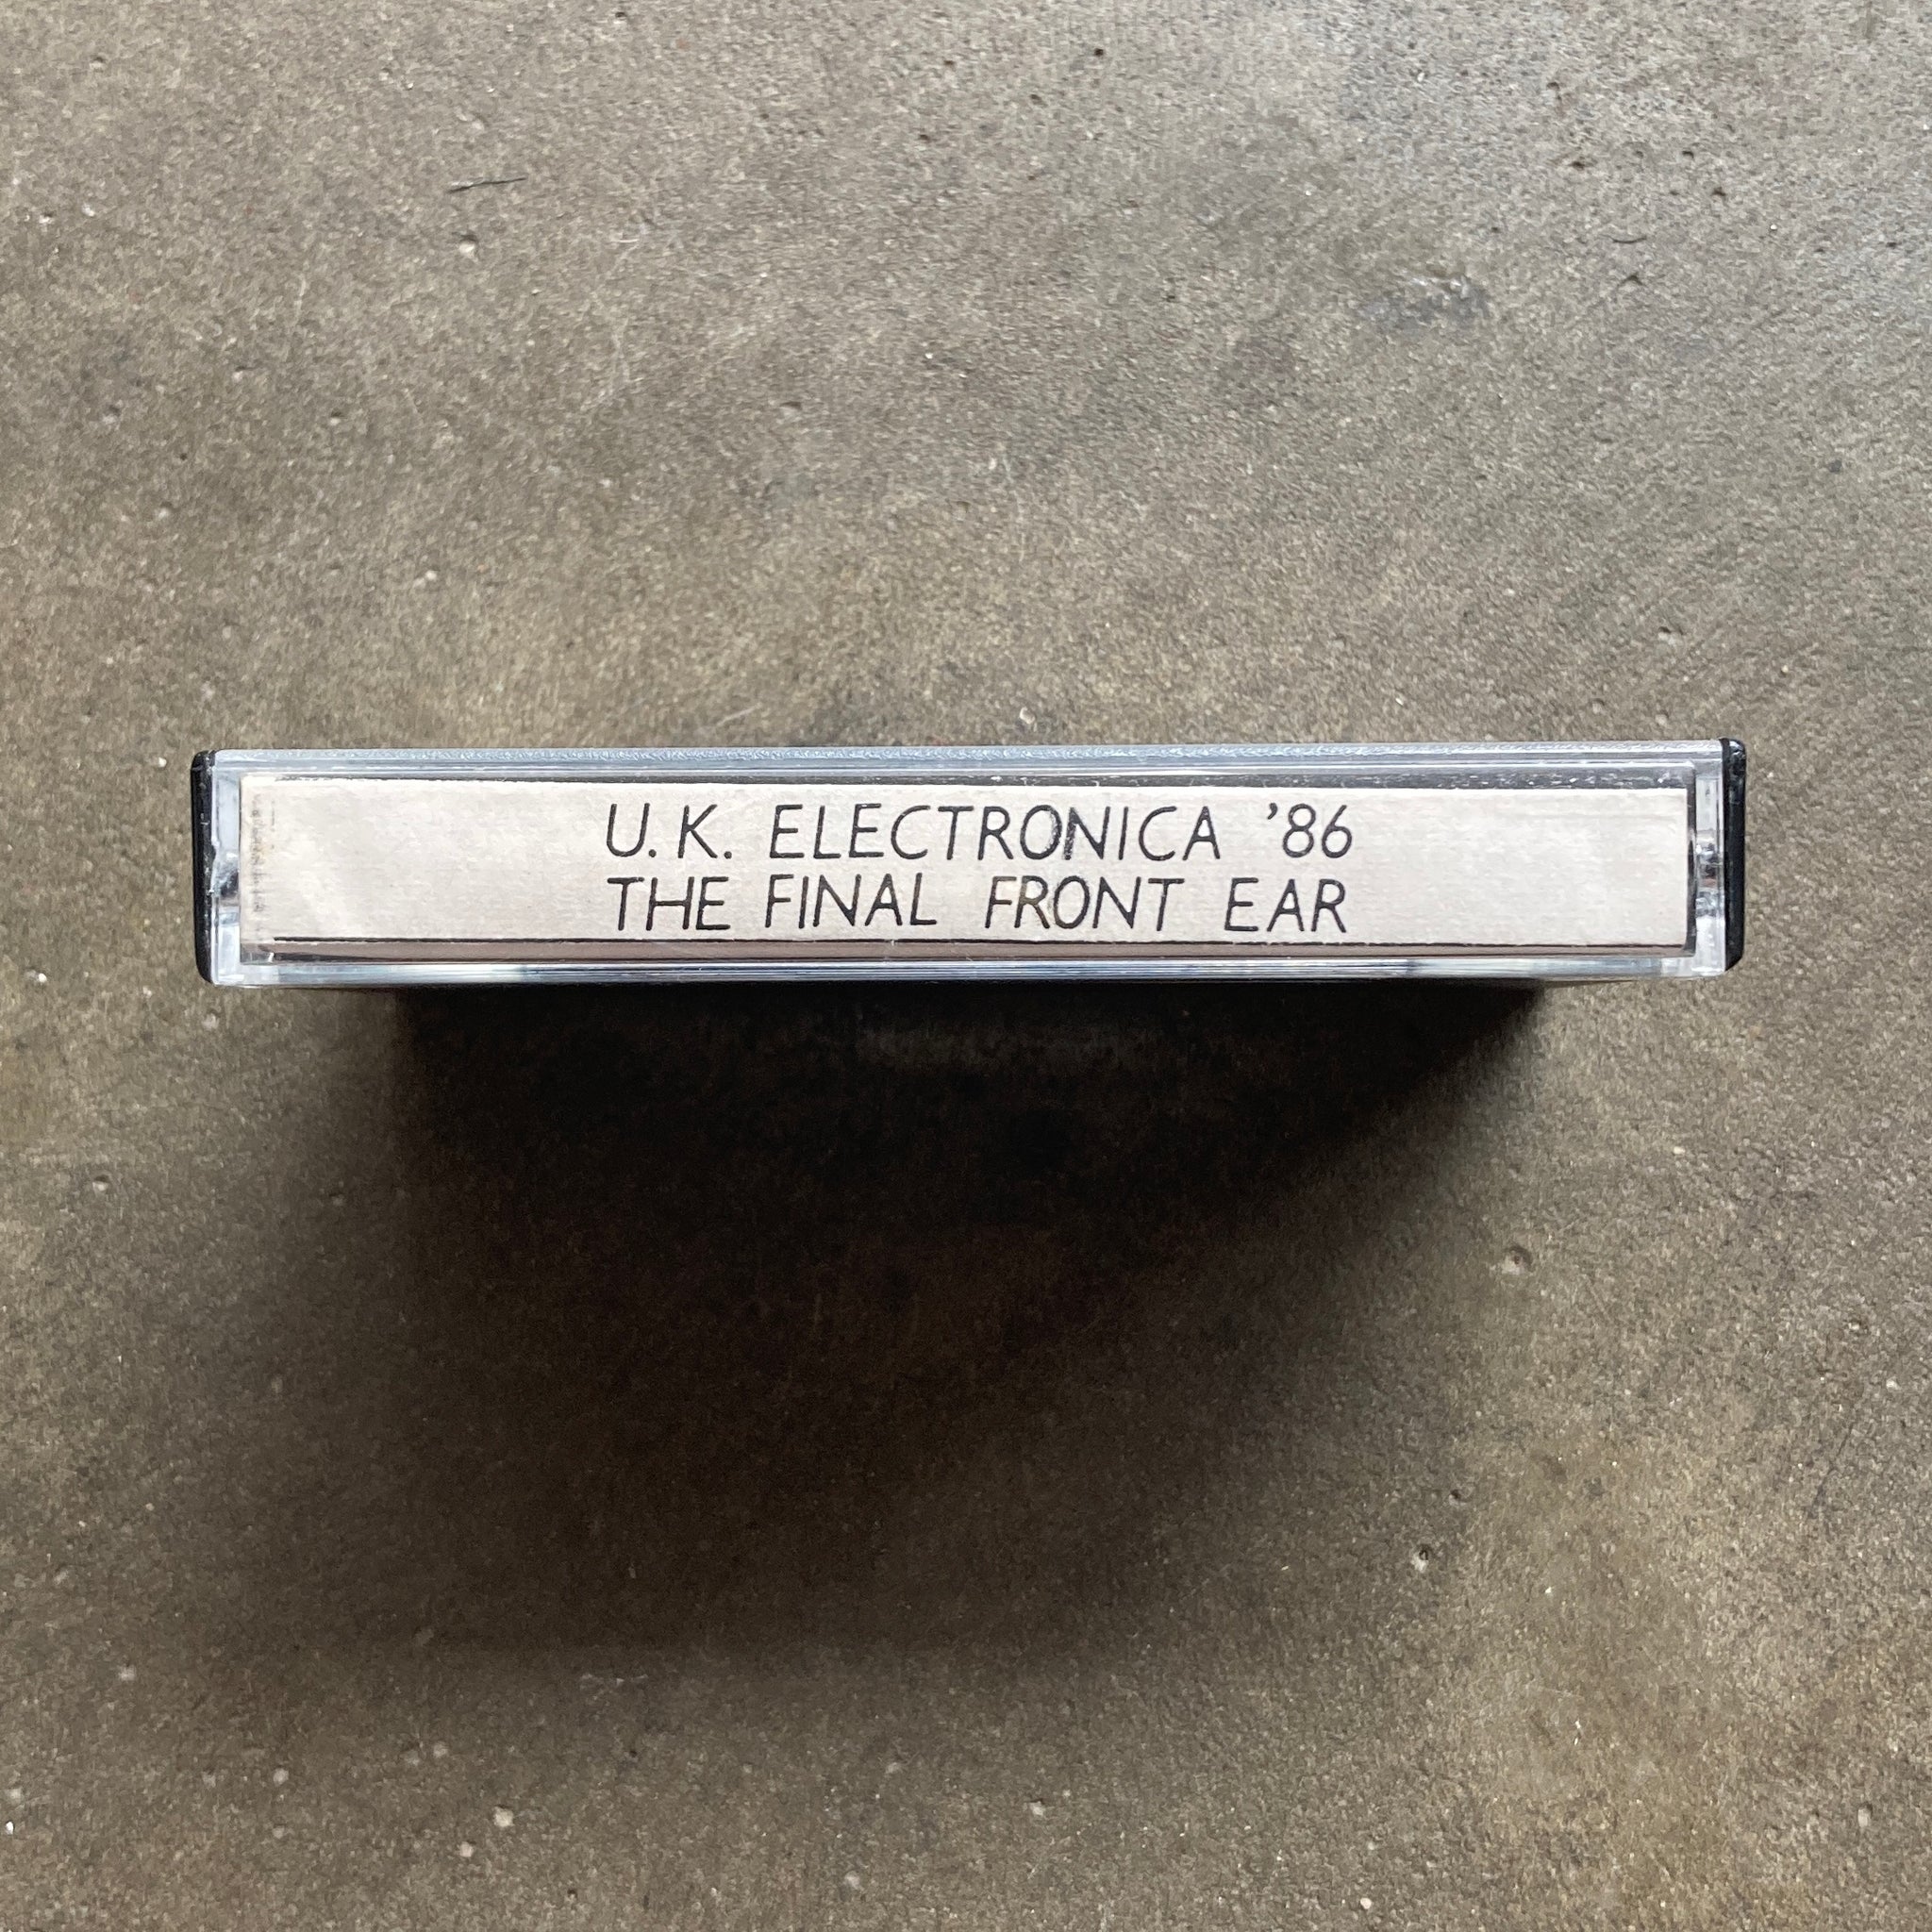 U.K. ELECTRONICA '86
THE FINAL FRONT EAR